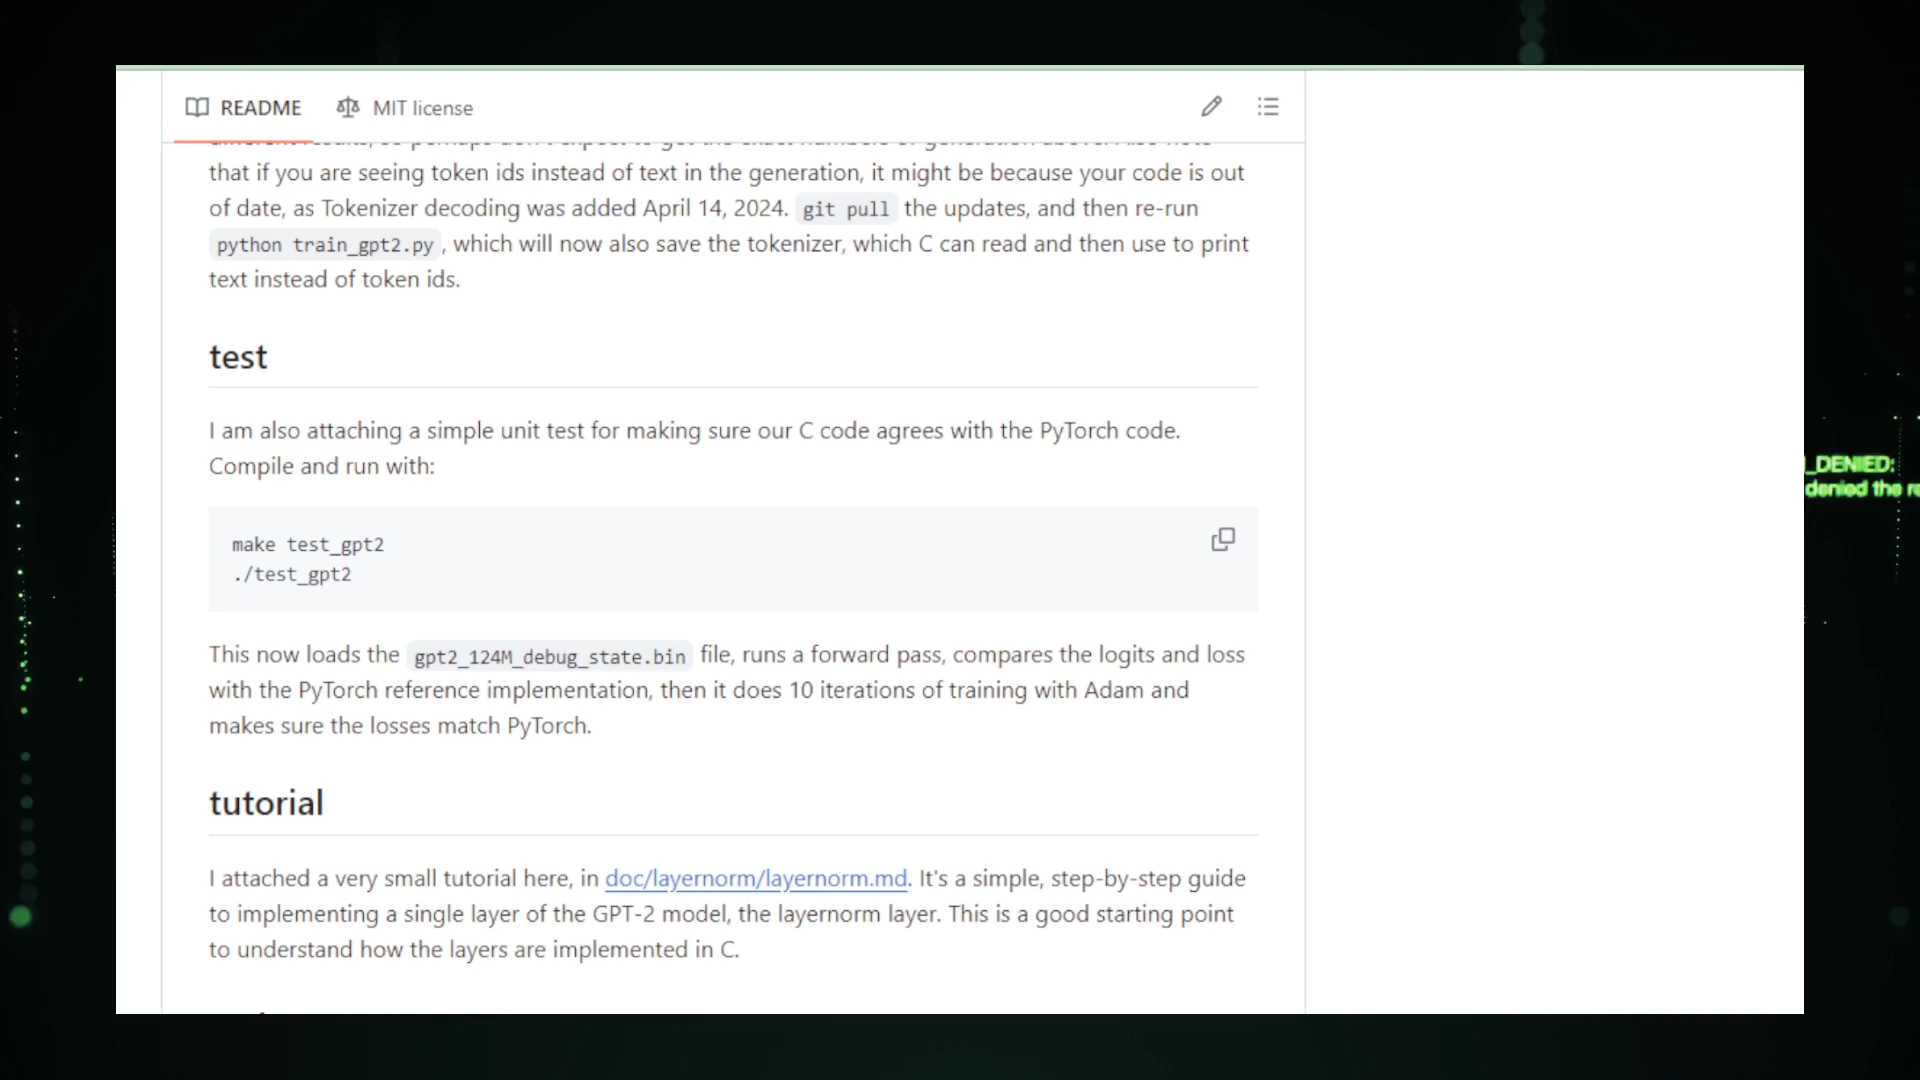 README MIT license
that if you are seeing token ids instead of text in the generation, it might be because your code is out
of date, as Tokenizer decoding was added April 14, 2024. git pull the updates, and then re-run
python train_gpt2.py, which will now also save the tokenizer, which C can read and then use to print
text instead of token ids.
test
I am also attaching a simple unit test for making sure our C code agrees with the PyTorch code.
Compile and run with:
make test_gpt2
./test_gpt2
This now loads the gpt2_124M_debug_state.bin file, runs a forward pass, compares the logits and loss
with the PyTorch reference implementation, then it does 10 iterations of training with Adam and
makes sure the losses match PyTorch.
tutorial
I attached a very small tutorial here, in doc/layernorm/layernorm.md. It's a simple, step-by-step guide
to implementing a single layer of the GPT-2 model, the layernorm layer. This is a good starting point
to understand how the layers are implemented in C.
_DENIED:
denied the